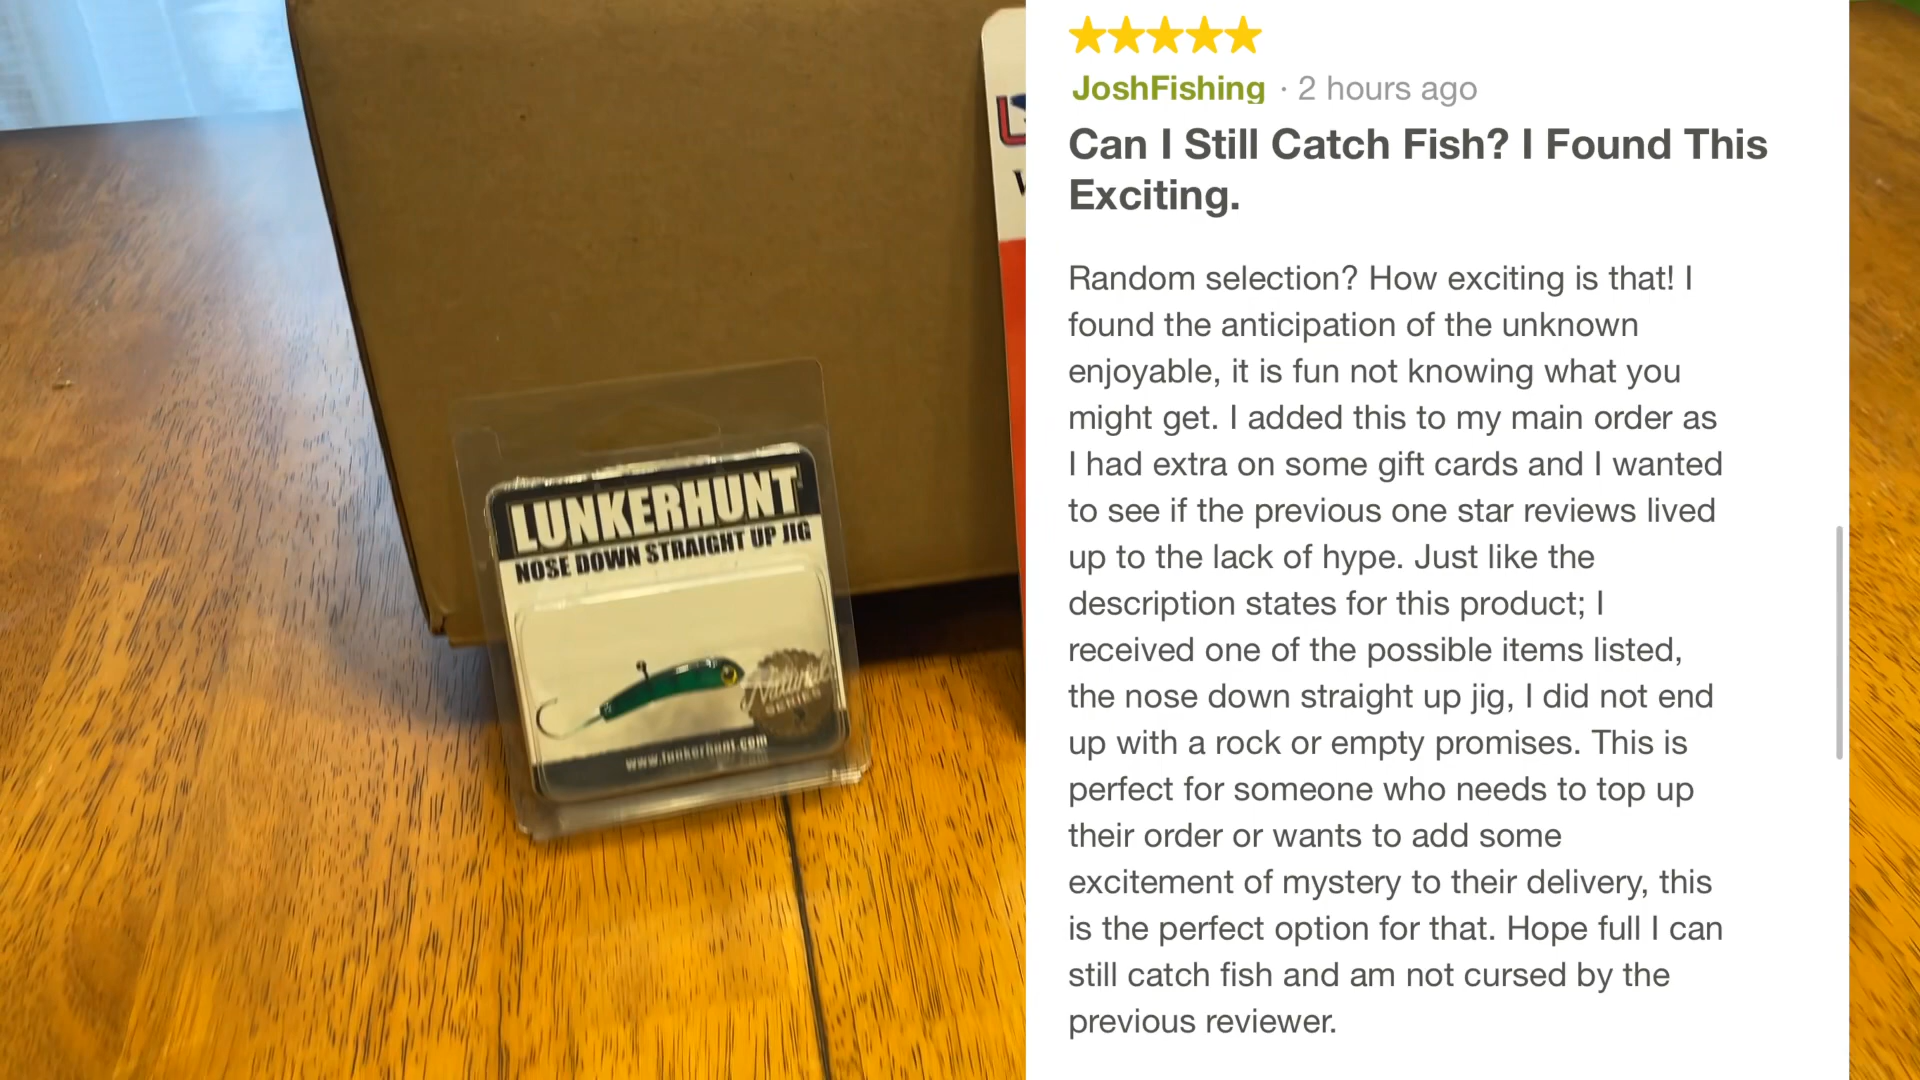 LUNKERHUNT
NOSE DOWN STRAIGHT UP JIG
Natural
SERIES
www.lunkerhunt.com
★★★★★
JoshFishing · 2 hours ago
Can I Still Catch Fish? I Found This
Exciting.
Random selection? How exciting is that! I
found the anticipation of the unknown
enjoyable, it is fun not knowing what you
might get. I added this to my main order as
I had extra on some gift cards and I wanted
to see if the previous one star reviews lived
up to the lack of hype. Just like the
description states for this product; I
received one of the possible items listed,
the nose down straight up jig, I did not end
up with a rock or empty promises. This is
perfect for someone who needs to top up
their order or wants to add some
excitement of mystery to their delivery, this
is the perfect option for that. Hope full I can
still catch fish and am not cursed by the
previous reviewer.